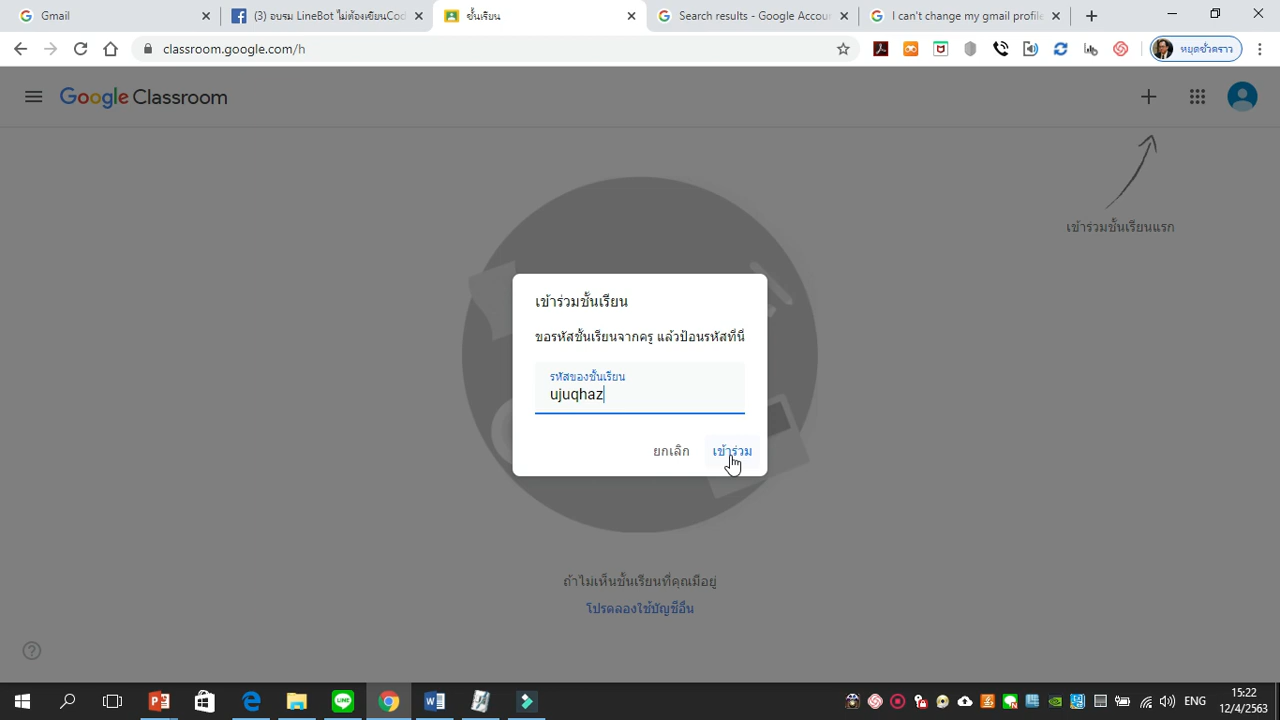 Gmail
(3) อบรม LineBot ไม่ต้องเขียนCod
ชั้นเรียน
Search results - Google Accou
I can't change my gmail profile
classroom.google.com/h
หยุดชั่วคราว
Google Classroom
เข้าร่วมชั้นเรียนแรก
เข้าร่วมชั้นเรียน
ขอรหัสชั้นเรียนจากครู แล้วป้อนรหัสที่นี่
รหัสของชั้นเรียน
ujuqhaz
ยกเลิก
เข้าร่วม
ถ้าไม่เห็นชั้นเรียนที่คุณมีอยู่
โปรดลองใช้บัญชีอื่น
ENG
15:22
12/4/2563